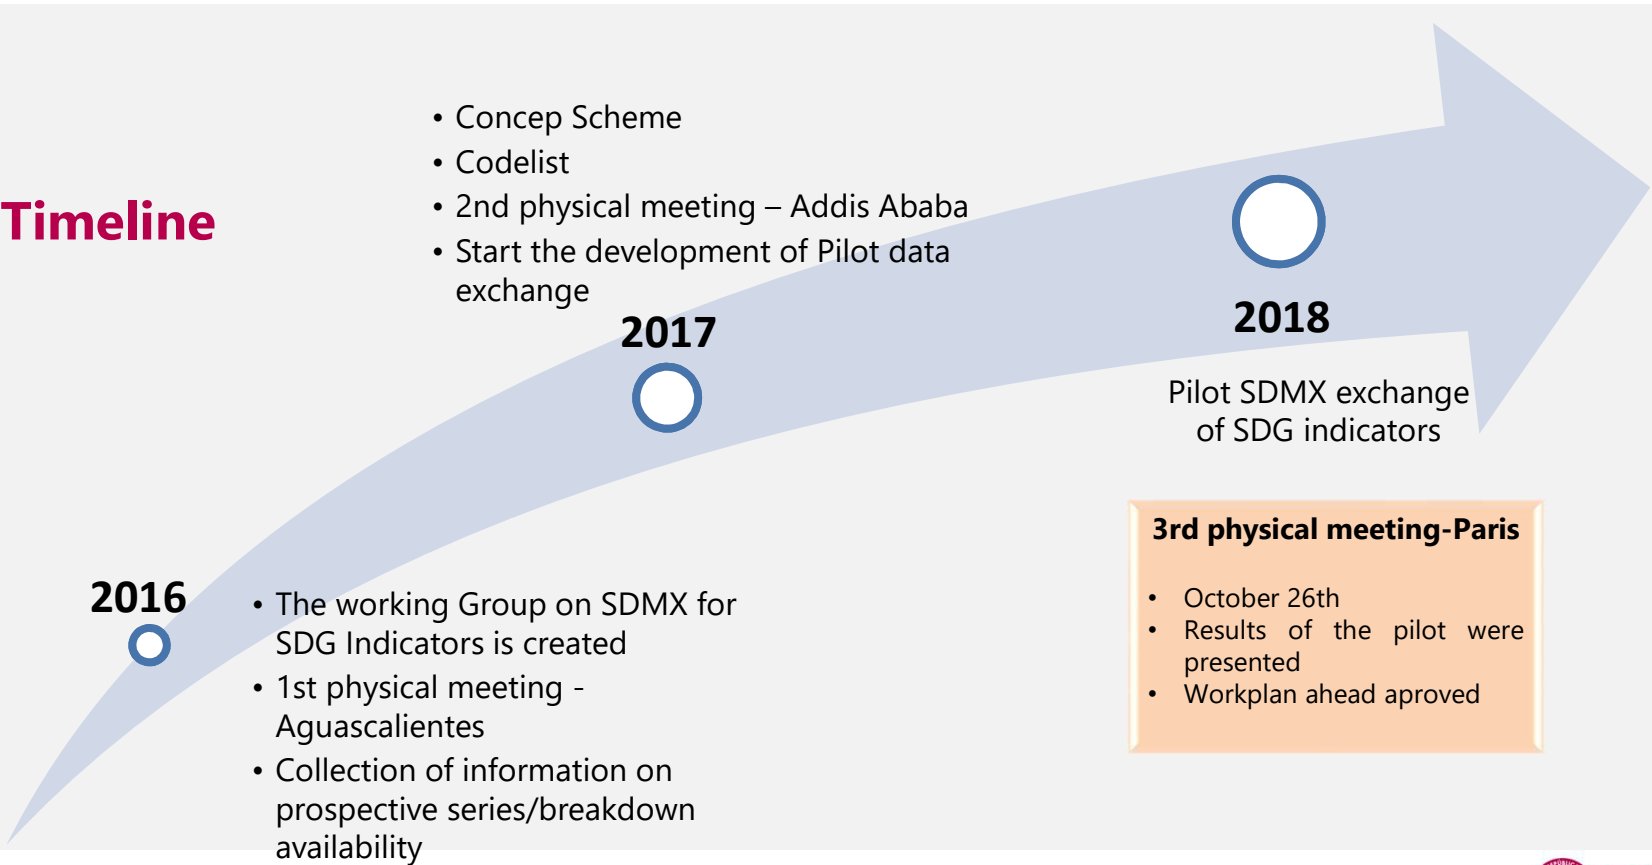 Timeline
• Concep Scheme
• Codelist
• 2nd physical meeting – Addis Ababa
• Start the development of Pilot data
exchange
2017
2018
Pilot SDMX exchange
of SDG indicators
3rd physical meeting-Paris
• October 26th
• Results of the pilot were
presented
• Workplan ahead aproved
2016
• The working Group on SDMX for
SDG Indicators is created
• 1st physical meeting -
Aguascalientes
• Collection of information on
prospective series/breakdown
availability